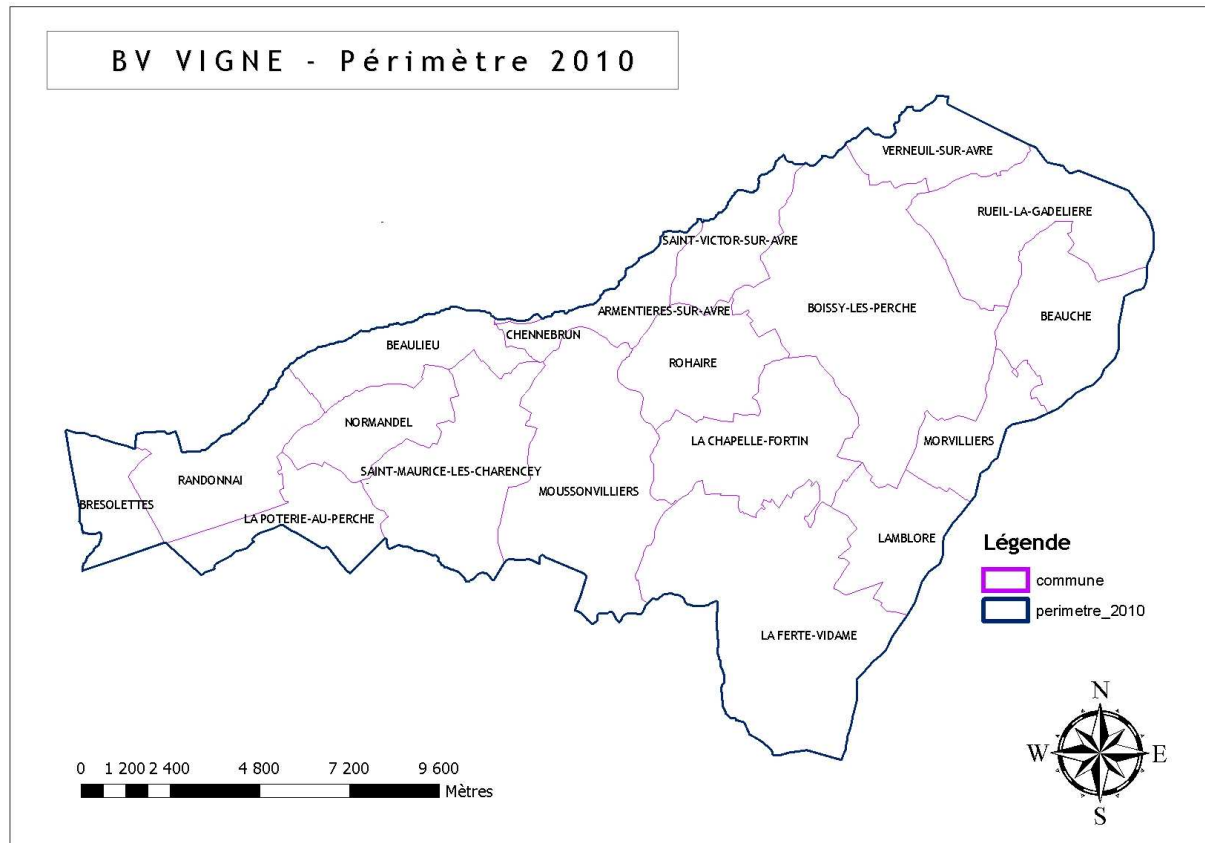 BV VIGNE - Périmètre 2010
VERNEUIL-SUR-AVRE
RUEIL-LA-GADELIERE
SAINT-VICTOR-SUR-AVRE
BOISSY-LES-PERCHE
ARMENTIERES-SUR-AVRE
BEAUCHE
CHENNEBRUN
BEAULIEU
ROHAIRE
NORMANDEL
LA CHAPELLE-FORTIN
MORVILLIERS
SAINT-MAURICE-LES-CHARENCEY
RANDONNAI
MOUSSONVILLIERS
BRESOLETTES
LA POTERIE-AU-PERCHE
LAMBLORE
LA FERTE-VIDAME
Légende
commune
perimetre_2010
N
W E
S
0 1 200 2 400 4 800 7 200 9 600
Mètres